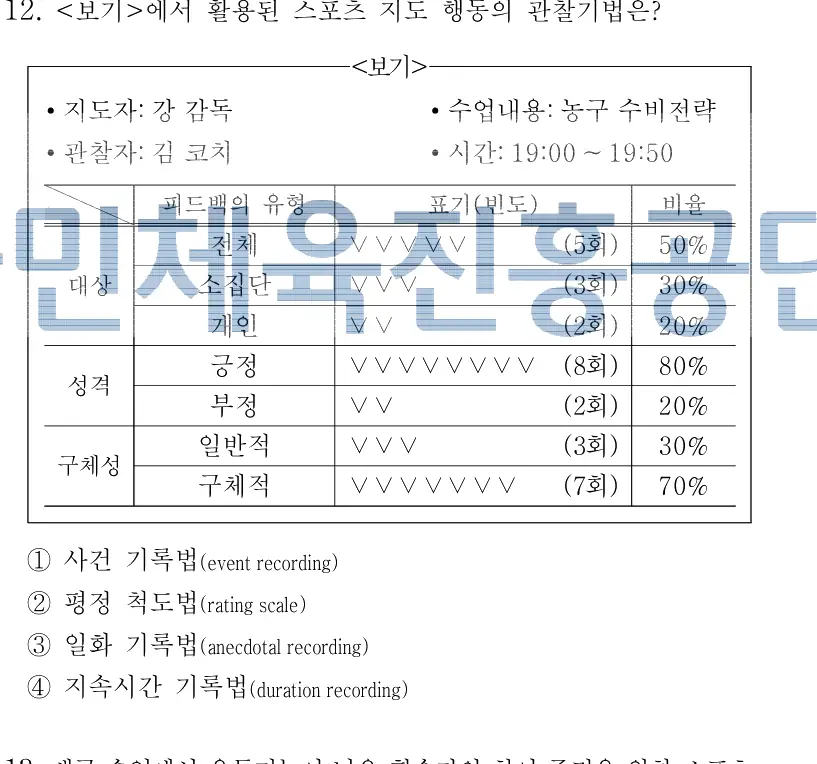 12. <보기>에서 활용된 스포츠 지도 행동의 관찰기법은?
<보기>
• 지도자: 강 감독 • 수업내용: 농구 수비전략
• 관찰자: 김 코치 • 시간: 19:00 ~ 19:50
피드백의 유형 표기(빈도) 비율
대상 전체 ∨∨∨∨∨ (5회) 50%
소집단 ∨∨∨ (3회) 30%
개인 ∨∨ (2회) 20%
성격 긍정 ∨∨∨∨∨∨∨∨ (8회) 80%
부정 ∨∨ (2회) 20%
구체성 일반적 ∨∨∨ (3회) 30%
구체적 ∨∨∨∨∨∨∨ (7회) 70%
민체육진흥공단
① 사건 기록법(event recording)
② 평정 척도법(rating scale)
③ 일화 기록법(anecdotal recording)
④ 지속시간 기록법(duration recording)